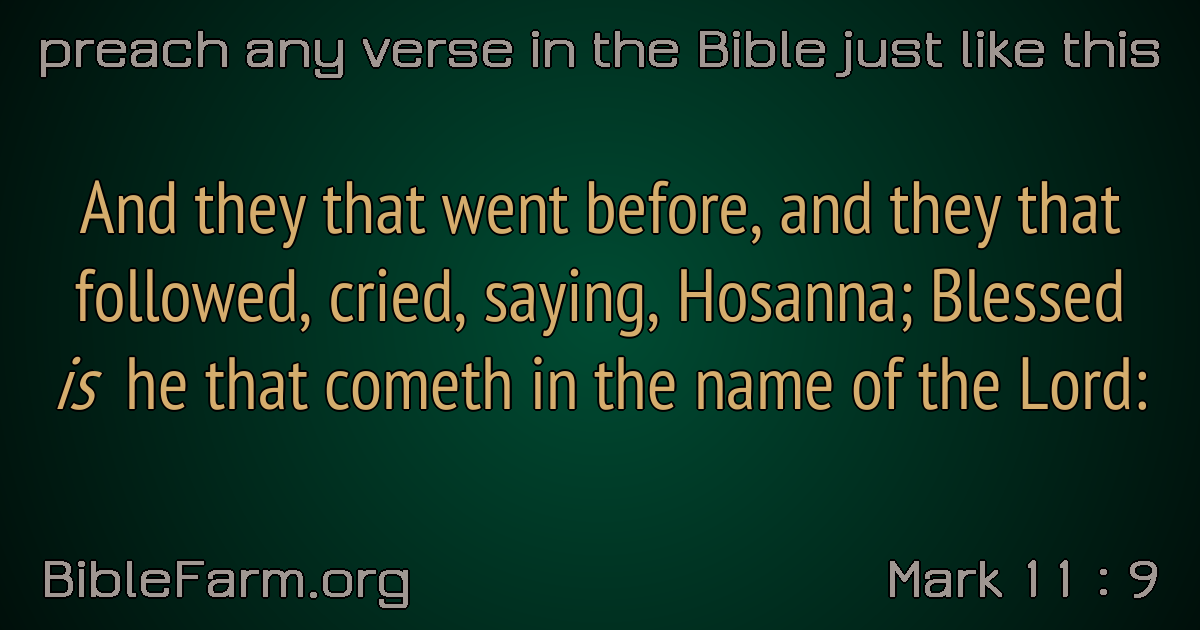 preach any verse in the Bible just like this
And they that went before, and they that
followed, cried, saying, Hosanna; Blessed
is he that cometh in the name of the Lord:
BibleFarm.org
Mark 11 : 9